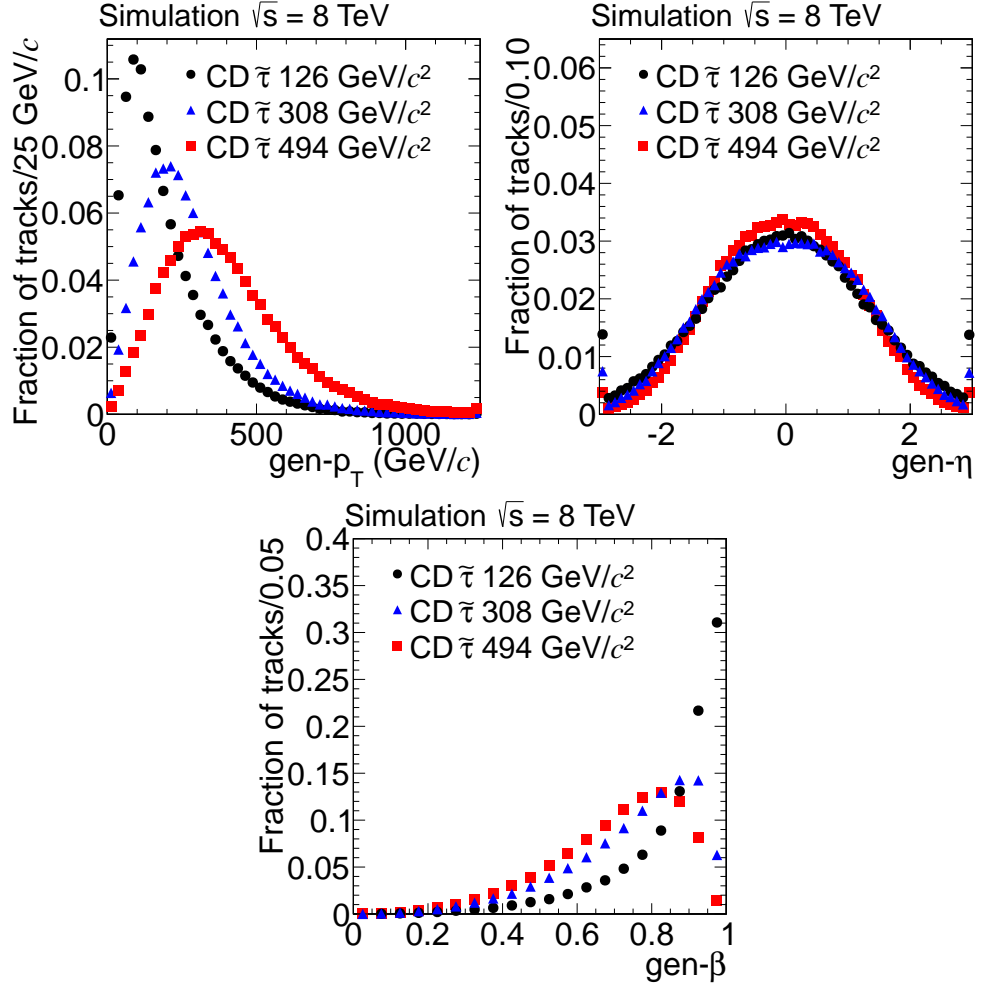 Simulation √s = 8 TeV
Fraction of tracks/25 GeV/c
0.1
0.08
0.06
0.04
0.02
0
CD τ̃ 126 GeV/c²
CD τ̃ 308 GeV/c²
CD τ̃ 494 GeV/c²
0 500 1000
gen-p_T (GeV/c)
Simulation √s = 8 TeV
Fraction of tracks/0.10
0.06
0.05
0.04
0.03
0.02
0.01
0
CD τ̃ 126 GeV/c²
CD τ̃ 308 GeV/c²
CD τ̃ 494 GeV/c²
-2 0 2
gen-η
Simulation √s = 8 TeV
Fraction of tracks/0.05
0.4
0.35
0.3
0.25
0.2
0.15
0.1
0.05
0
CD τ̃ 126 GeV/c²
CD τ̃ 308 GeV/c²
CD τ̃ 494 GeV/c²
0 0.2 0.4 0.6 0.8 1
gen-β